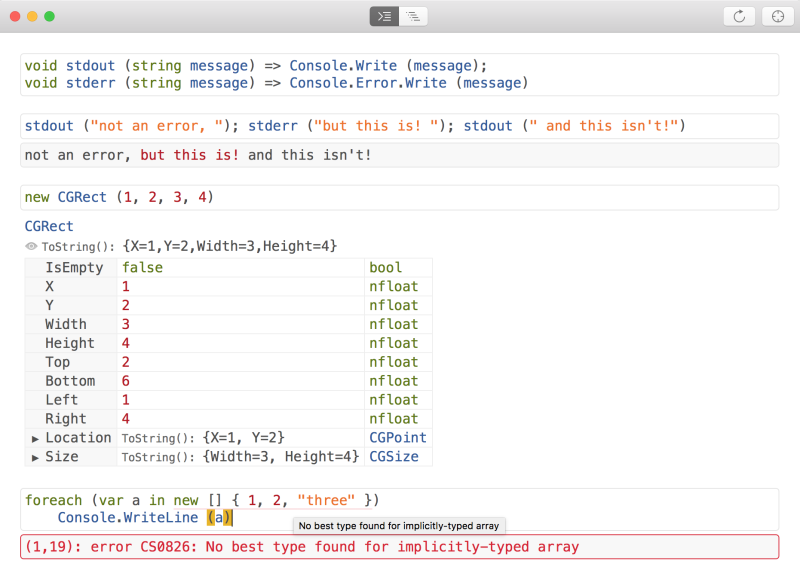 void stdout (string message) => Console.Write (message);
void stderr (string message) => Console.Error.Write (message)
stdout ("not an error, "); stderr ("but this is! "); stdout (" and this isn't!")
not an error, but this is! and this isn't!
new CGRect (1, 2, 3, 4)
CGRect
ToString(): {X=1,Y=2,Width=3,Height=4}
IsEmpty false bool
X 1 nfloat
Y 2 nfloat
Width 3 nfloat
Height 4 nfloat
Top 2 nfloat
Bottom 6 nfloat
Left 1 nfloat
Right 4 nfloat
▶ Location ToString(): {X=1, Y=2} CGPoint
▶ Size ToString(): {Width=3, Height=4} CGSize
foreach (var a in new [] { 1, 2, "three" })
Console.WriteLine (a)
No best type found for implicitly-typed array
(1,19): error CS0826: No best type found for implicitly-typed array